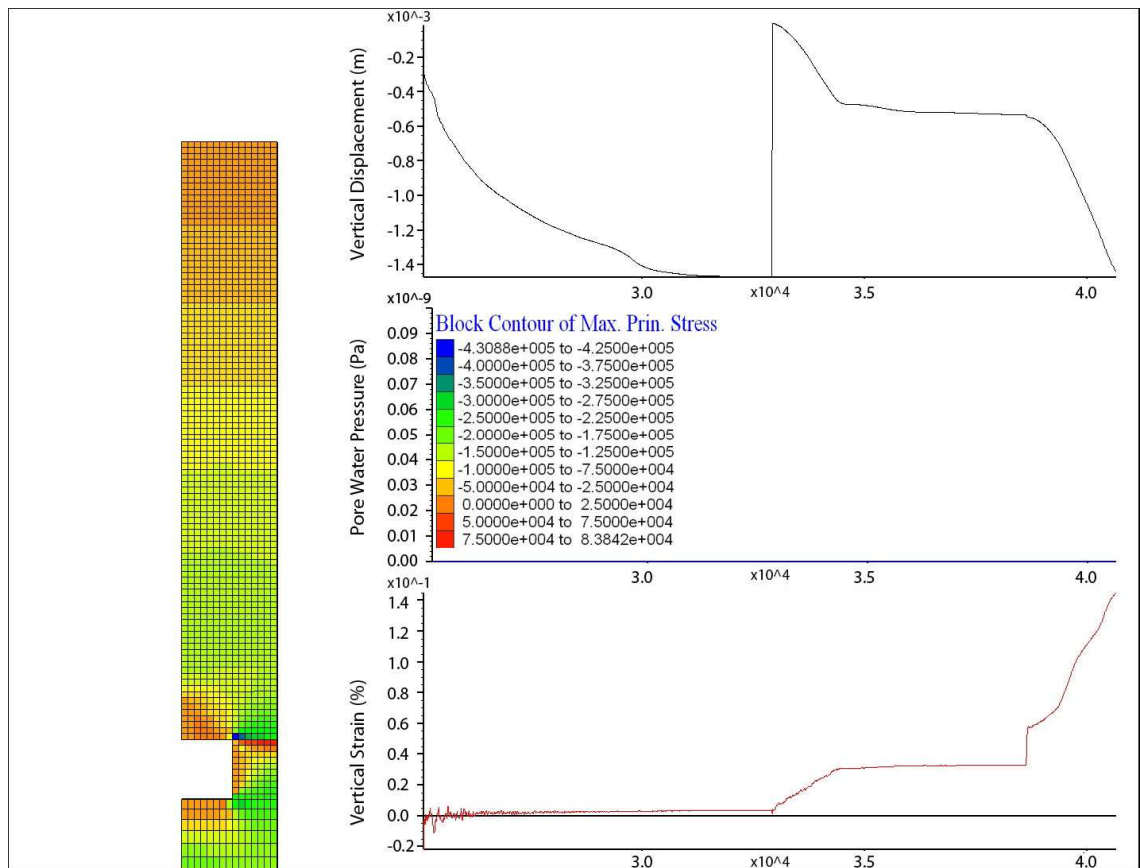 x10^-3
Vertical Displacement (m)
-0.2
-0.4
-0.6
-0.8
-1.0
-1.2
-1.4
3.0
x10^4
3.5
4.0
x10^-9
Pore Water Pressure (Pa)
0.09
0.08
0.07
0.06
0.05
0.04
0.03
0.02
0.01
0.00
Block Contour of Max. Prin. Stress
-4.3088e+005 to -4.2500e+005
-4.0000e+005 to -3.7500e+005
-3.5000e+005 to -3.2500e+005
-3.0000e+005 to -2.7500e+005
-2.5000e+005 to -2.2500e+005
-2.0000e+005 to -1.7500e+005
-1.5000e+005 to -1.2500e+005
-1.0000e+005 to -7.5000e+004
-5.0000e+004 to -2.5000e+004
0.0000e+000 to 2.5000e+004
5.0000e+004 to 7.5000e+004
7.5000e+004 to 8.3842e+004
3.0
x10^4
3.5
4.0
x10^-1
Vertical Strain (%)
1.4
1.2
1.0
0.8
0.6
0.4
0.2
0.0
-0.2
3.0
x10^4
3.5
4.0